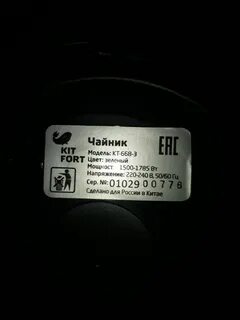 Чайник
EAC
Модель: KT-668-3
KIT
FORT
Цвет: зеленый
Мощност: 1500-1785 Вт
Напряжение: 220-240 В, 50/60 Гц
Сер. №: 01029 00778
Сделано для России в Китае